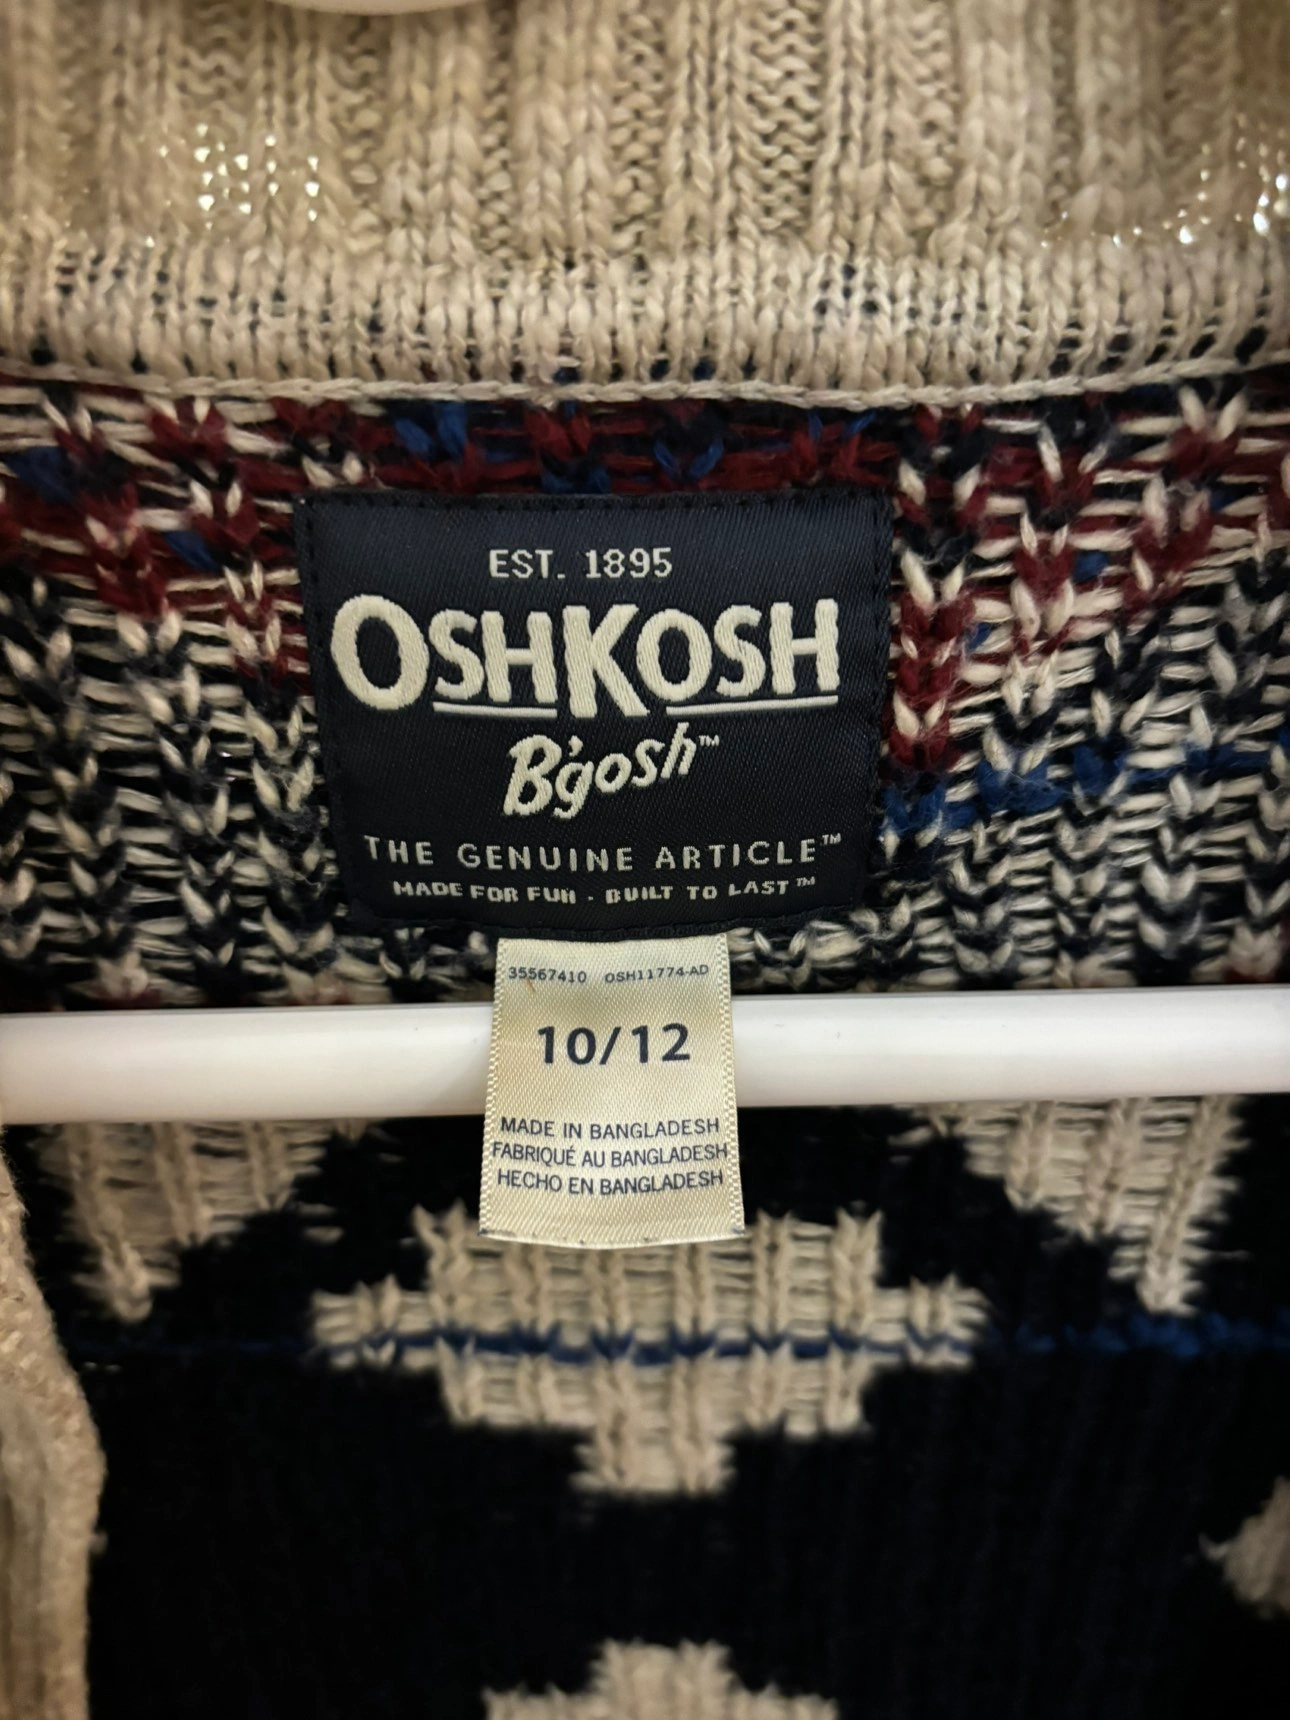 EST. 1895
OSHKOSH
B'gosh™
THE GENUINE ARTICLE™
MADE FOR FUN · BUILT TO LAST™
35567410 OSH11774-AD
10/12
MADE IN BANGLADESH
FABRIQUÉ AU BANGLADESH
HECHO EN BANGLADESH